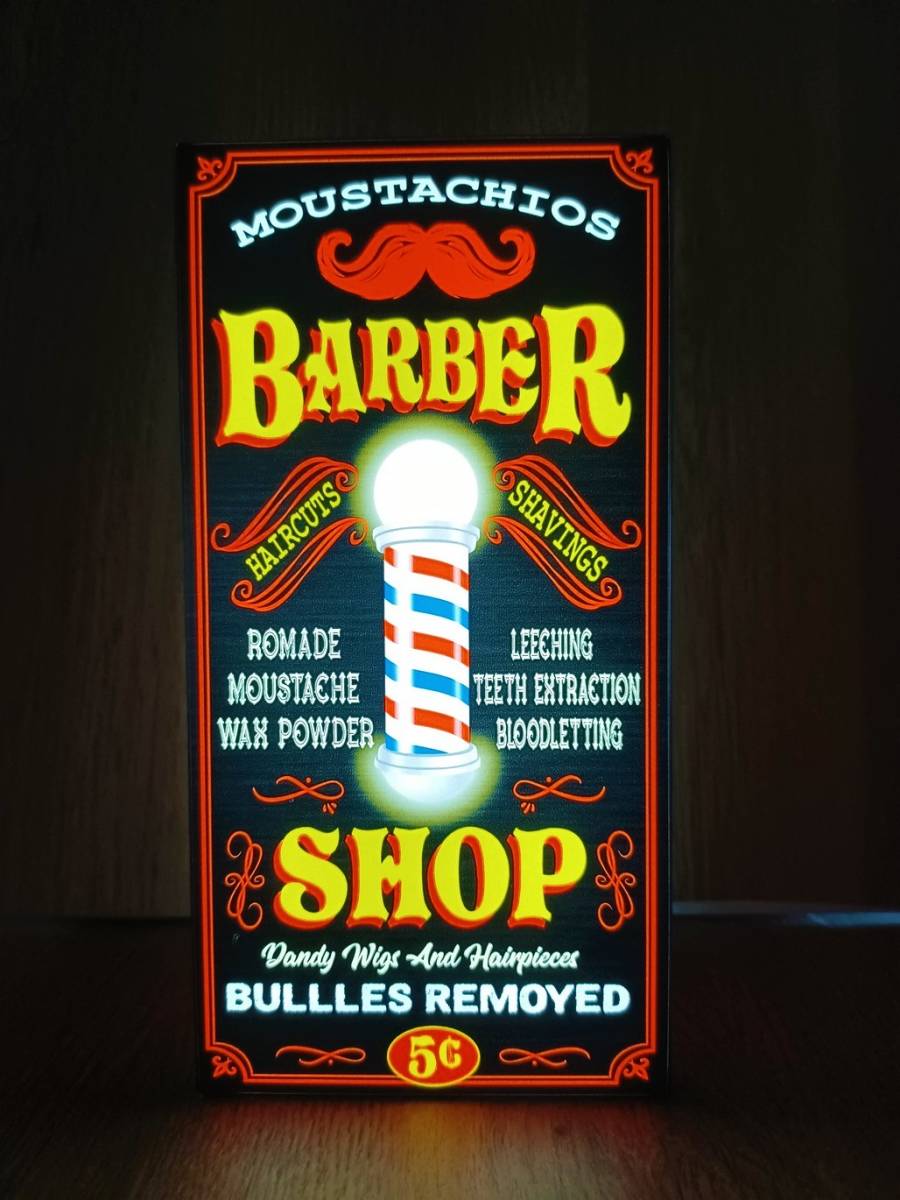 MOUSTACHIOS
BARBER
HAIRCUTS
SHAVINGS
ROMADE
MOUSTACHE
WAX POWDER
LEECHING
TEETH EXTRACTION
BLOODLETTING
SHOP
Dandy Wigs And Hairpieces
BULLLES REMOYED
5¢